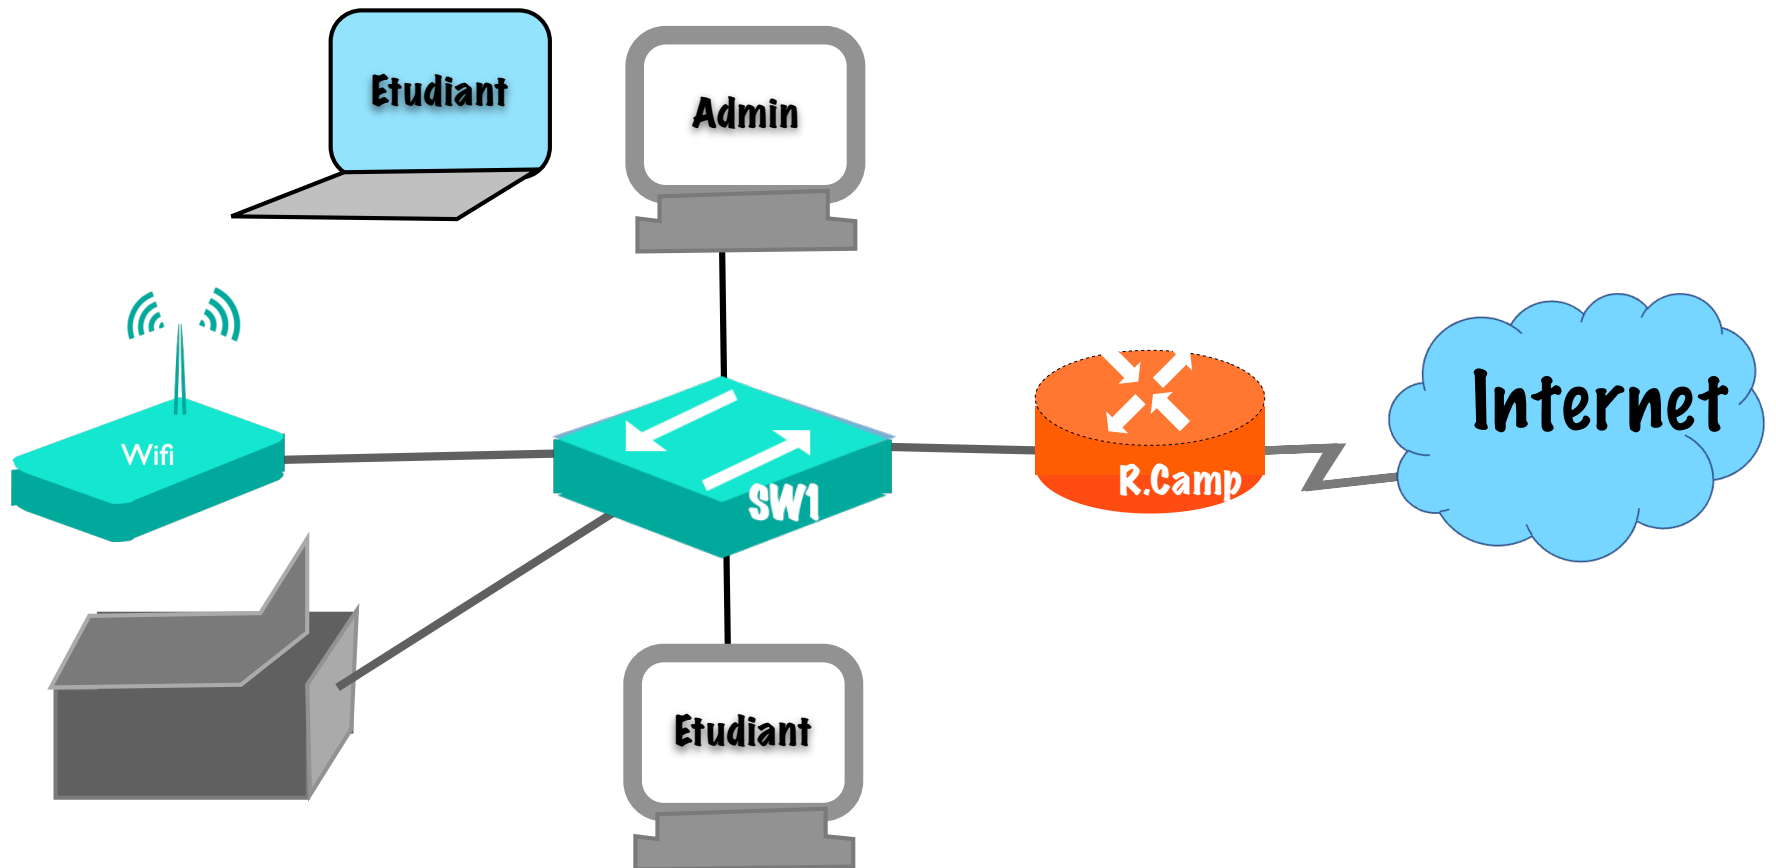 Etudiant
Admin
Internet
Wifi
R.Camp
SW1
Etudiant